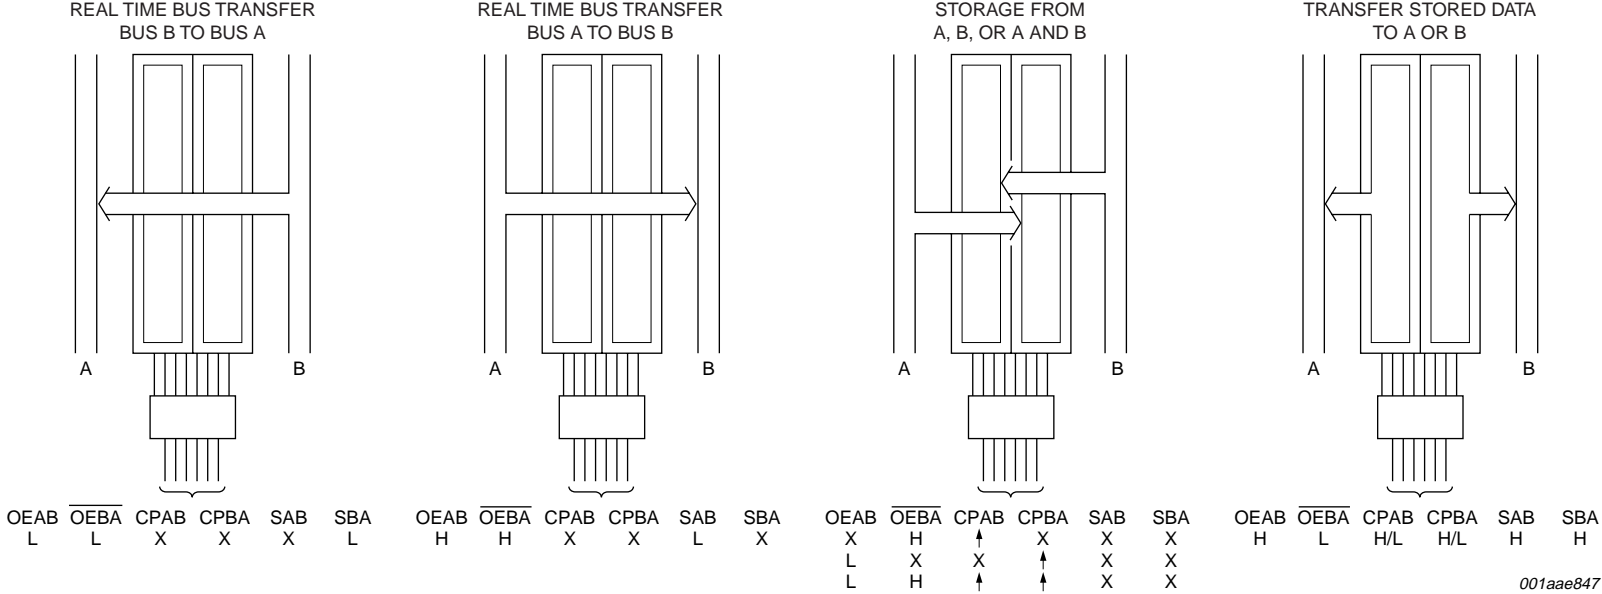 REAL TIME BUS TRANSFER
BUS B TO BUS A
A
B
OEAB OEBA CPAB CPBA SAB SBA
L L X X X L
REAL TIME BUS TRANSFER
BUS A TO BUS B
A
B
OEAB OEBA CPAB CPBA SAB SBA
H H X X L X
STORAGE FROM
A, B, OR A AND B
A
B
OEAB OEBA CPAB CPBA SAB SBA
X H ↑ X X X
L X X ↑ X X
L H ↑ ↑ X X
TRANSFER STORED DATA
TO A OR B
A
B
OEAB OEBA CPAB CPBA SAB SBA
H L H/L H/L H H
001aae847